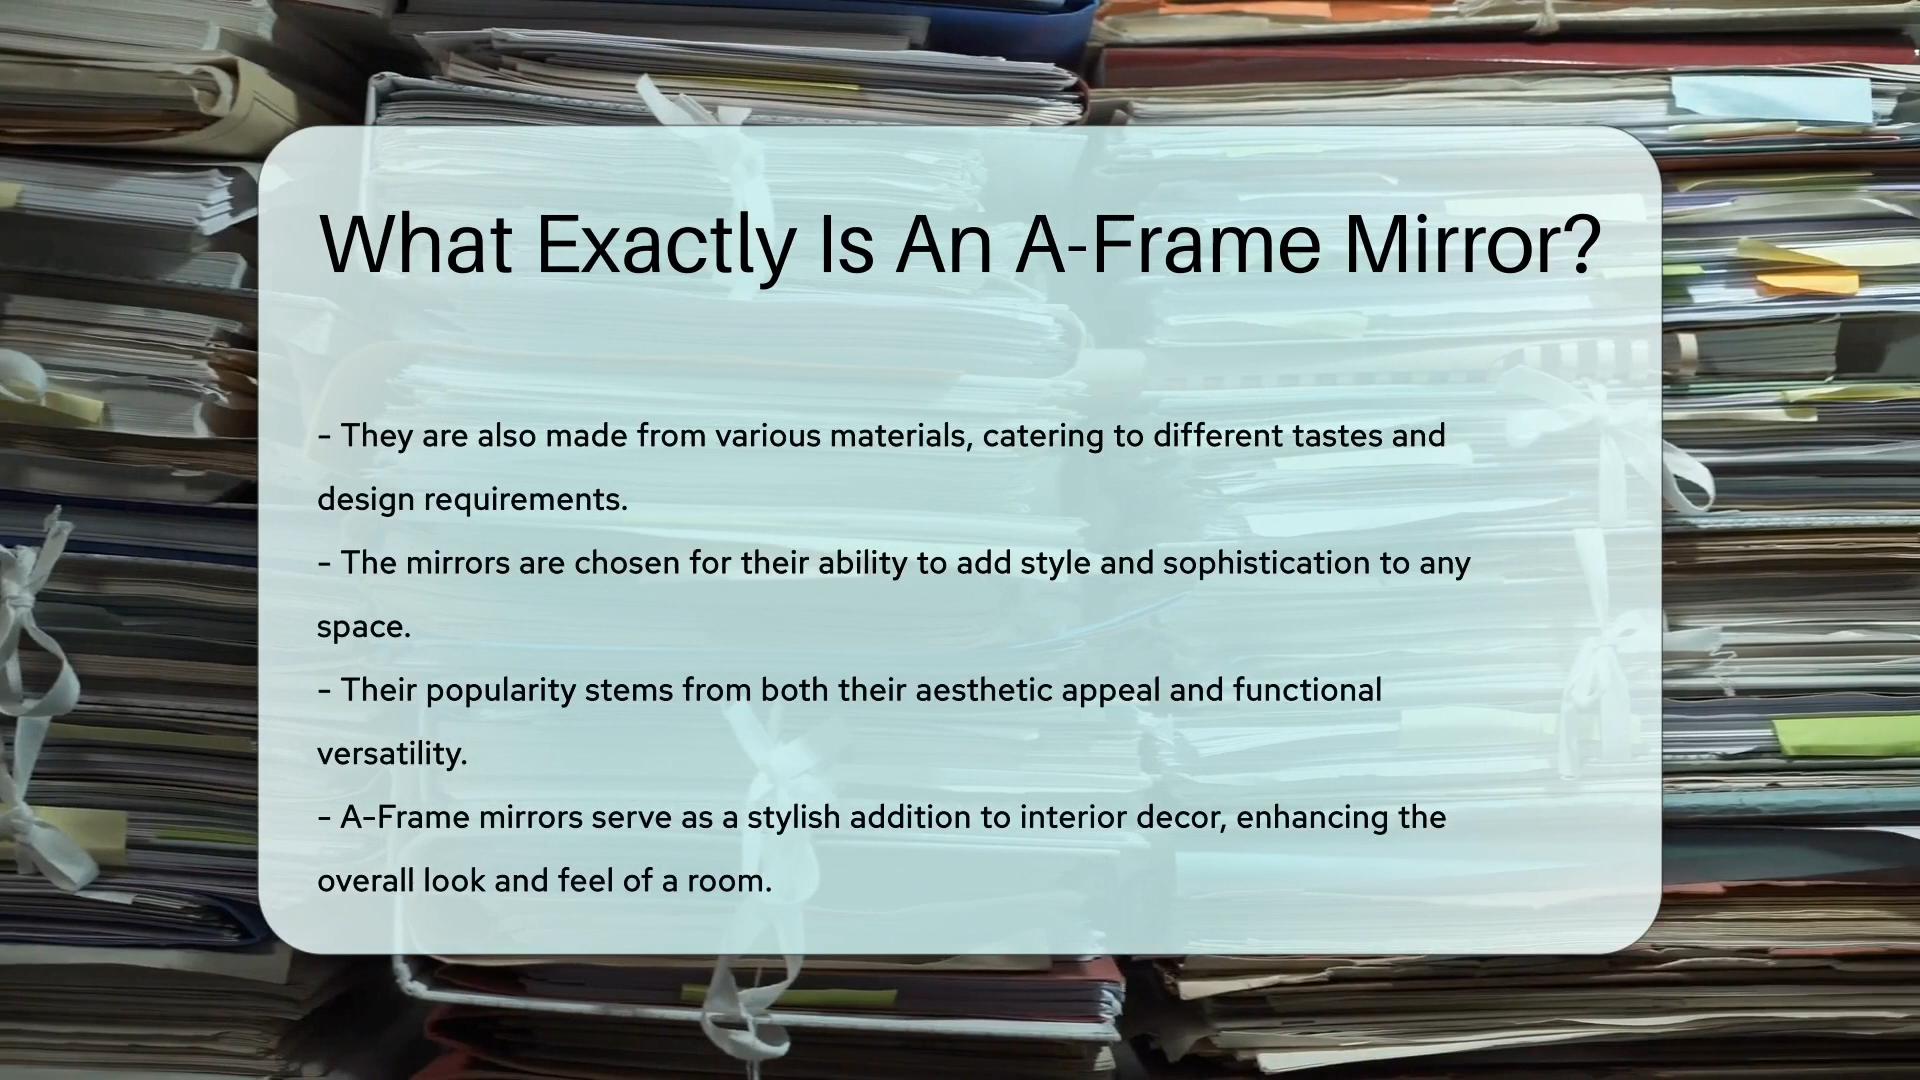 What Exactly Is An A-Frame Mirror?
- They are also made from various materials, catering to different tastes and
design requirements.
- The mirrors are chosen for their ability to add style and sophistication to any
space.
- Their popularity stems from both their aesthetic appeal and functional
versatility.
- A-Frame mirrors serve as a stylish addition to interior decor, enhancing the
overall look and feel of a room.